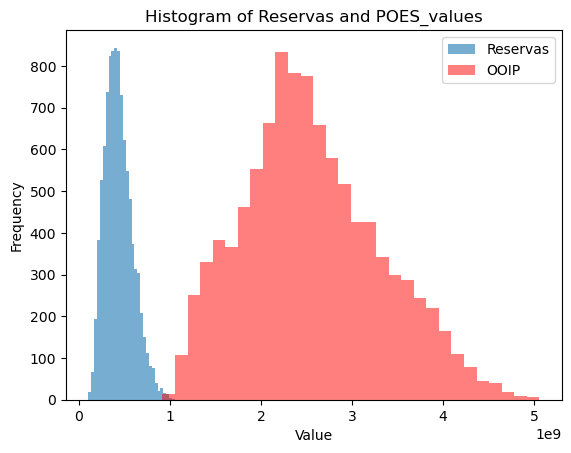 Histogram of Reservas and POES_values
Reservas
OOIP
Frequency
800
700
600
500
400
300
200
100
0
0
1
2
3
4
5
1e9
Value